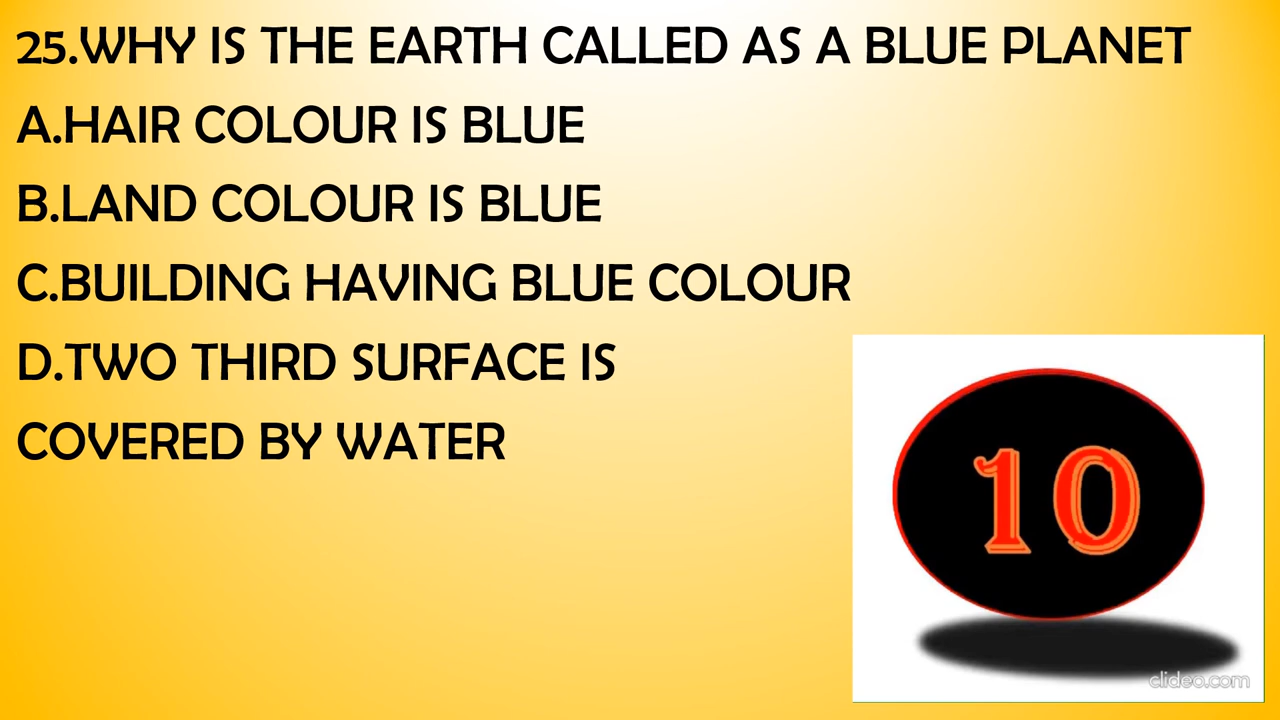 25.WHY IS THE EARTH CALLED AS A BLUE PLANET
A.HAIR COLOUR IS BLUE
B.LAND COLOUR IS BLUE
C.BUILDING HAVING BLUE COLOUR
D.TWO THIRD SURFACE IS
COVERED BY WATER
10
clideo.com